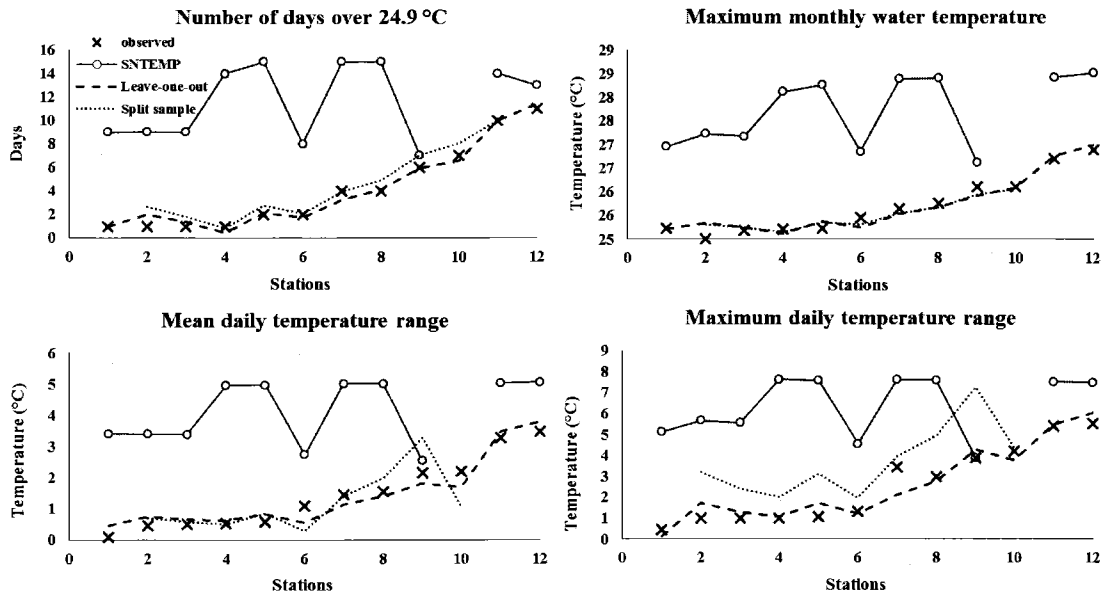 Number of days over 24.9 °C
16
14
12
10
8
6
4
2
0
Days
observed
SNTEMP
Leave-one-out
Split sample
0 2 4 6 8 10 12
Stations
Maximum monthly water temperature
29
29
28
28
27
27
26
26
25
Temperature (°C)
0 2 4 6 8 10 12
Stations
Mean daily temperature range
6
5
4
3
2
1
0
Temperature (°C)
0 2 4 6 8 10 12
Stations
Maximum daily temperature range
9
8
7
6
5
4
3
2
1
0
Temperature (°C)
0 2 4 6 8 10 12
Stations